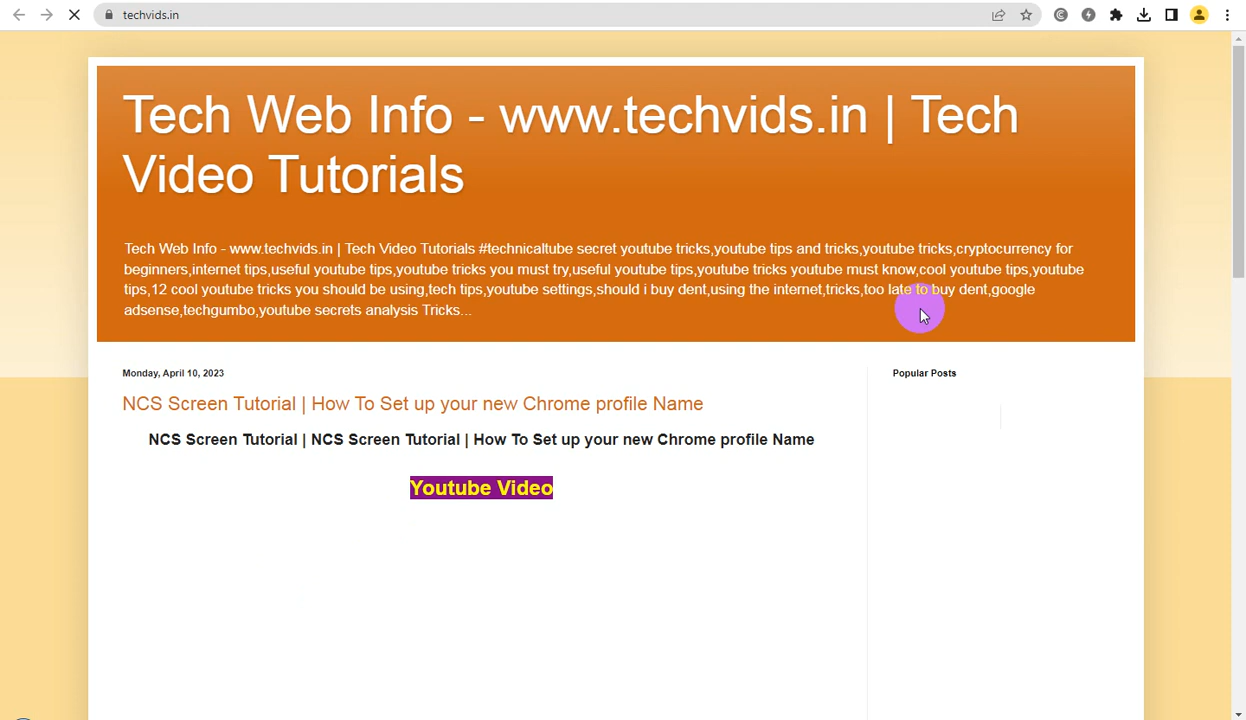 techvids.in
Tech Web Info - www.techvids.in | Tech
Video Tutorials
Tech Web Info - www.techvids.in | Tech Video Tutorials #technicaltube secret youtube tricks,youtube tips and tricks,youtube tricks,cryptocurrency for
beginners,internet tips,useful youtube tips,youtube tricks you must try,useful youtube tips,youtube tricks youtube must know,cool youtube tips,youtube
tips,12 cool youtube tricks you should be using,tech tips,youtube settings,should i buy dent,using the internet,tricks,too late to buy dent,google
adsense,techgumbo,youtube secrets analysis Tricks...
Monday, April 10, 2023
NCS Screen Tutorial | How To Set up your new Chrome profile Name
NCS Screen Tutorial | NCS Screen Tutorial | How To Set up your new Chrome profile Name
Youtube Video
Popular Posts